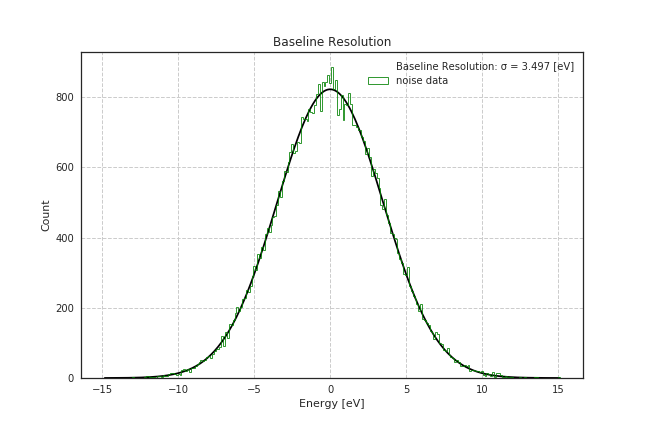 Baseline Resolution
Baseline Resolution: σ = 3.497 [eV]
noise data
800
600
400
200
0
Count
−15
−10
−5
0
5
10
15
Energy [eV]